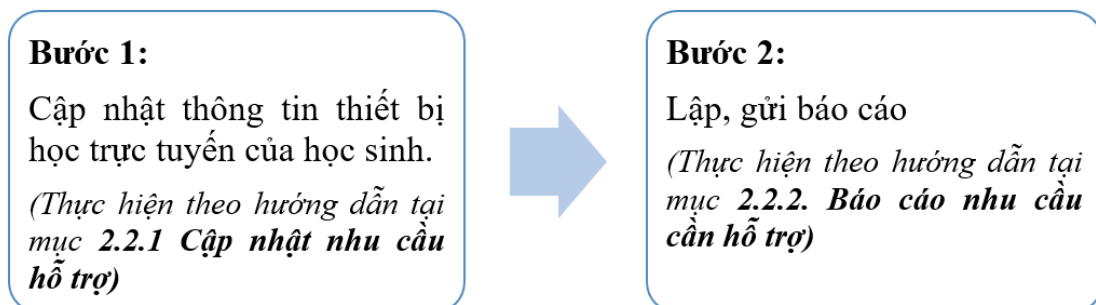 Bước 1:
Cập nhật thông tin thiết bị
học trực tuyến của học sinh.
(Thực hiện theo hướng dẫn tại
mục 2.2.1 Cập nhật nhu cầu
hỗ trợ)
Bước 2:
Lập, gửi báo cáo
(Thực hiện theo hướng dẫn tại
mục 2.2.2. Báo cáo nhu cầu
cần hỗ trợ)